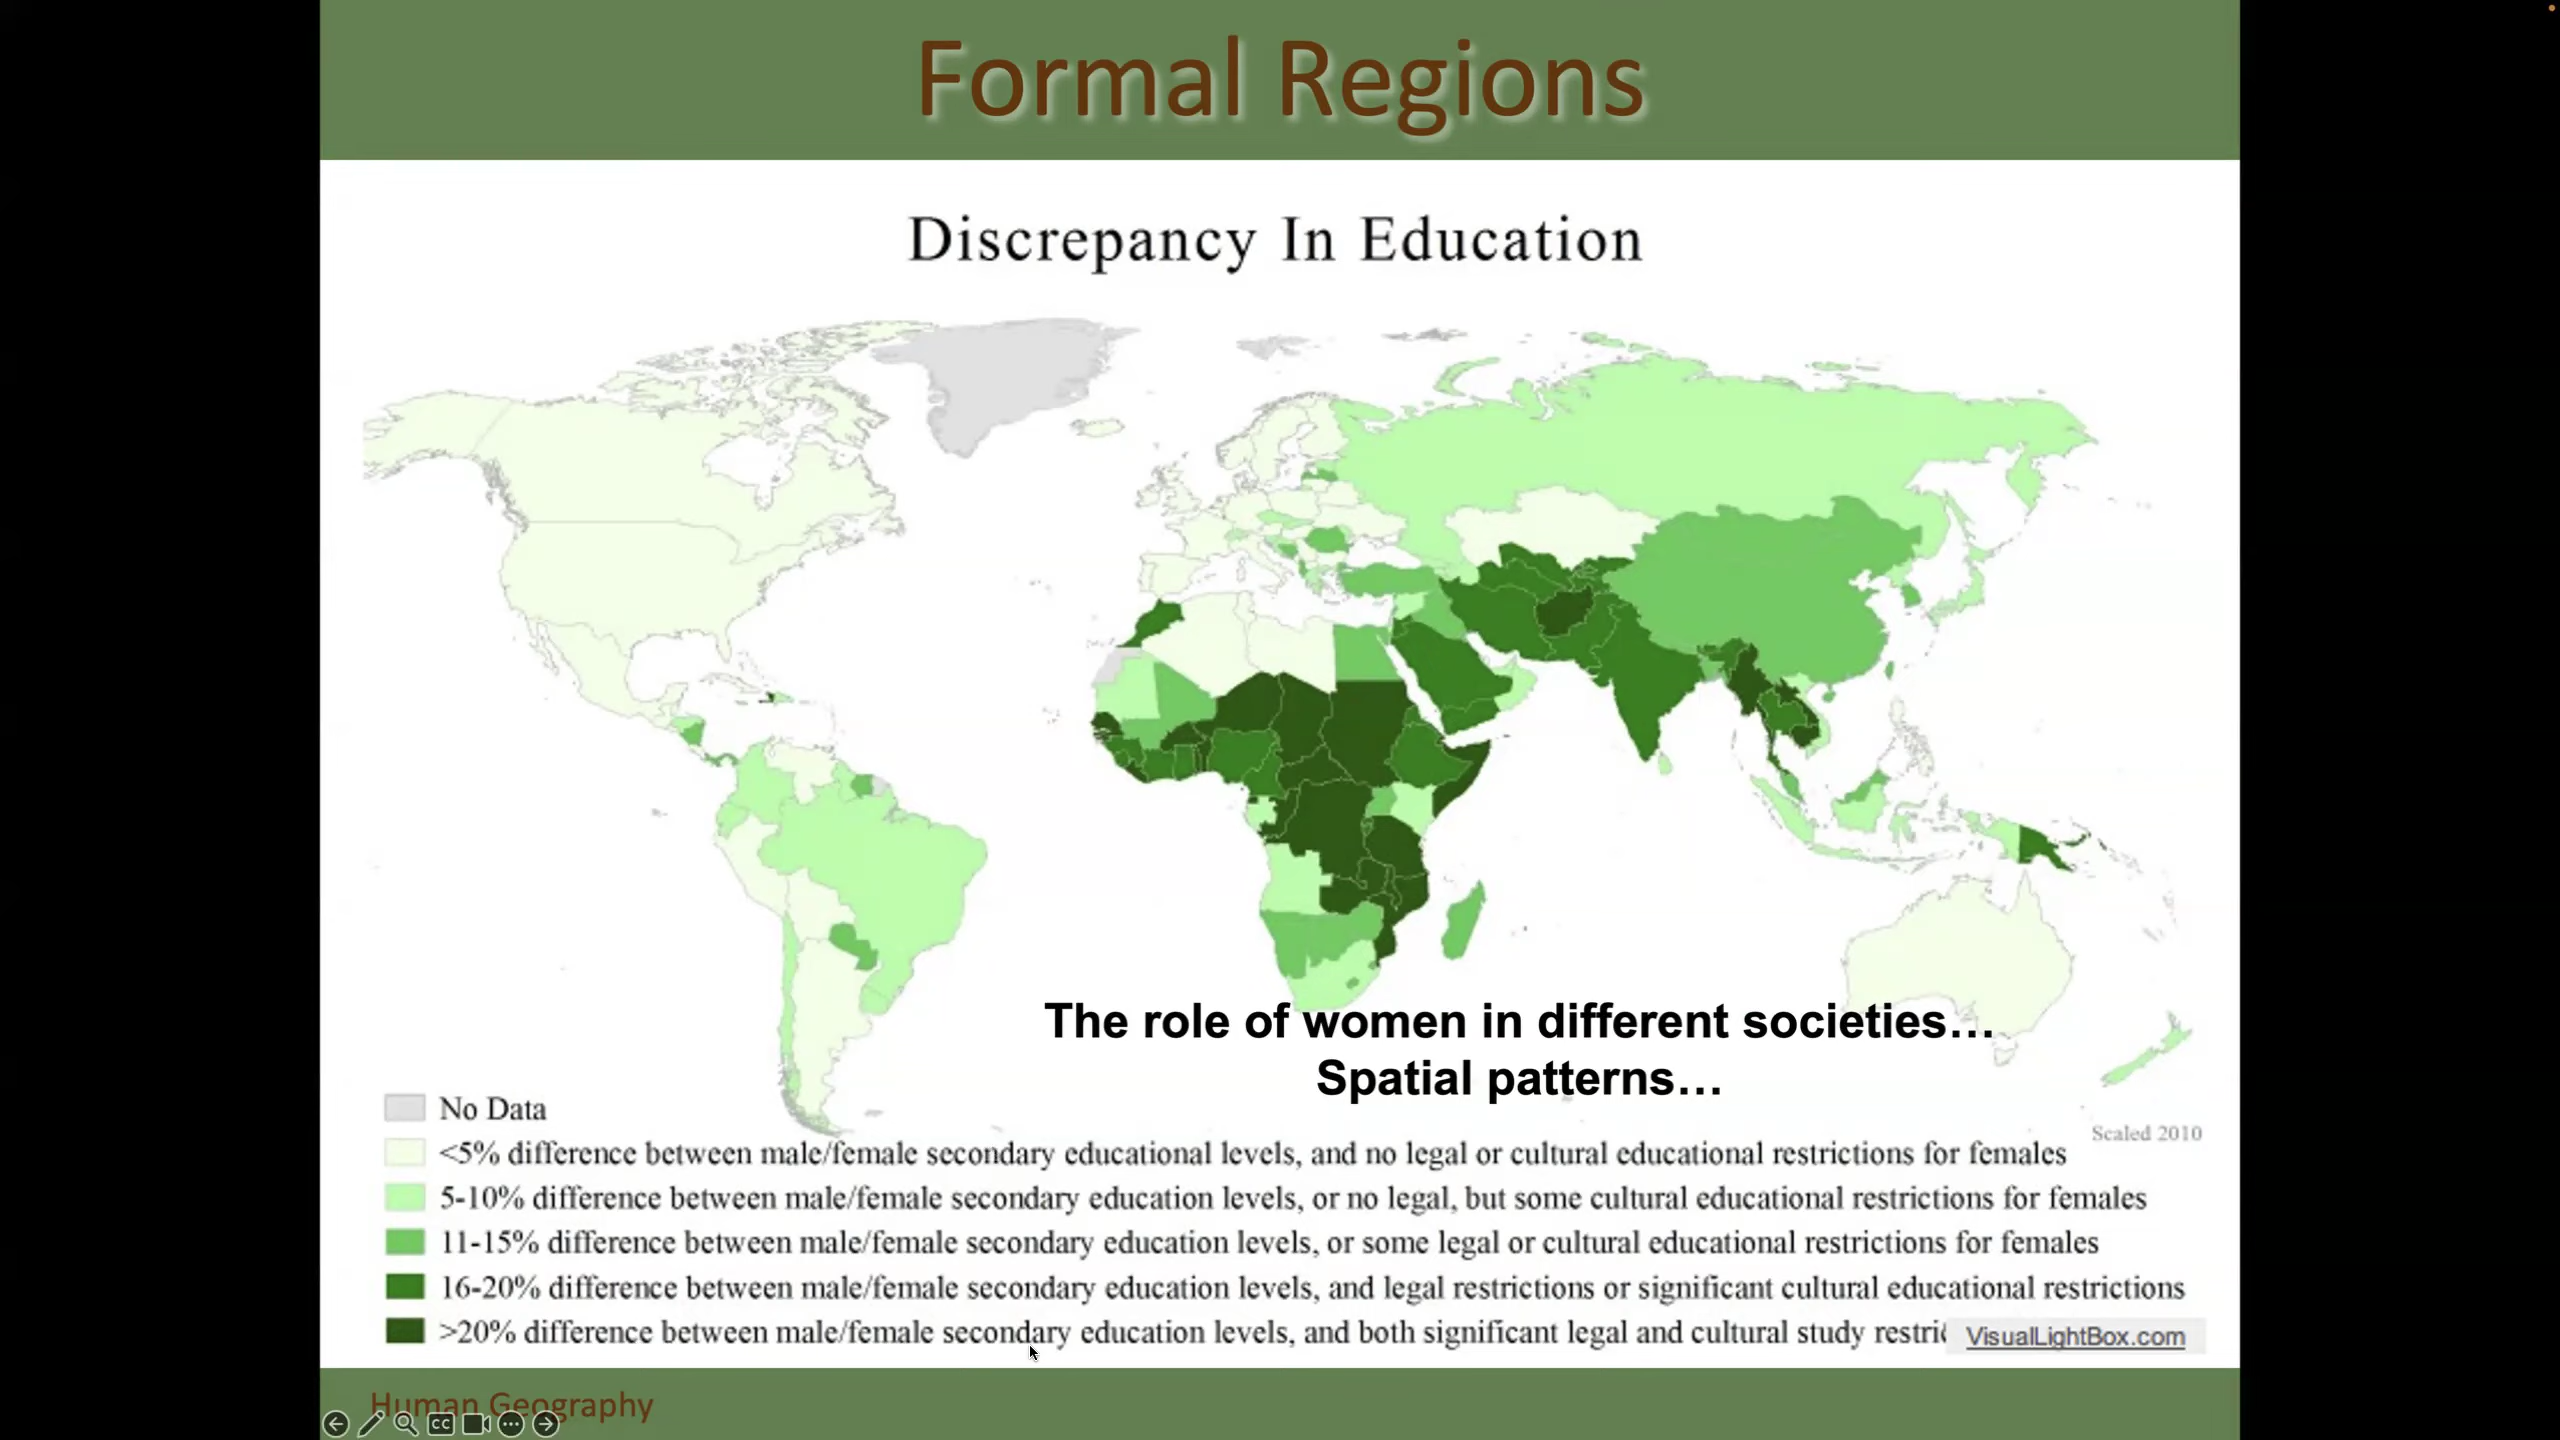 Formal Regions
Discrepancy In Education
The role of women in different societies…
Spatial patterns…
Scaled 2010
No Data
<5% difference between male/female secondary educational levels, and no legal or cultural educational restrictions for females
5-10% difference between male/female secondary education levels, or no legal, but some cultural educational restrictions for females
11-15% difference between male/female secondary education levels, or some legal or cultural educational restrictions for females
16-20% difference between male/female secondary education levels, and legal restrictions or significant cultural educational restrictions
>20% difference between male/female secondary education levels, and both significant legal and cultural study
VisualLightBox.com
Human Geography
CC